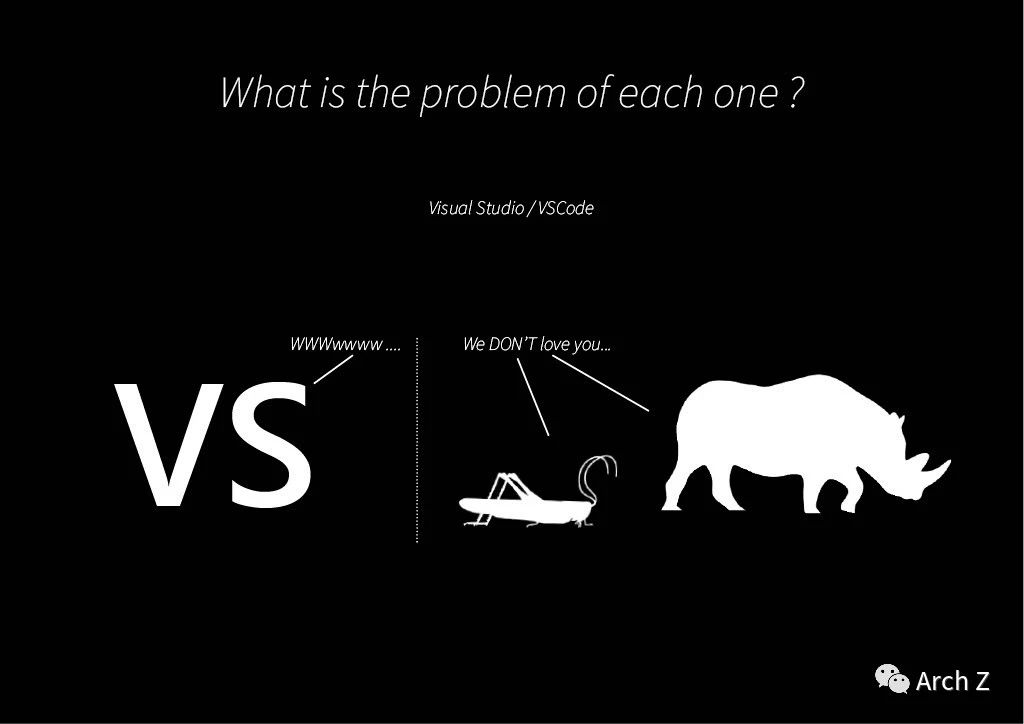 What is the problem of each one ?
Visual Studio / VSCode
WWWwwww ....
We DON'T love you...
VS
Arch Z